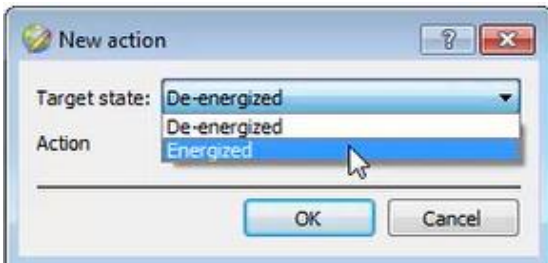 New action
Target state: De-energized
De-energized
Action
Energized
OK Cancel